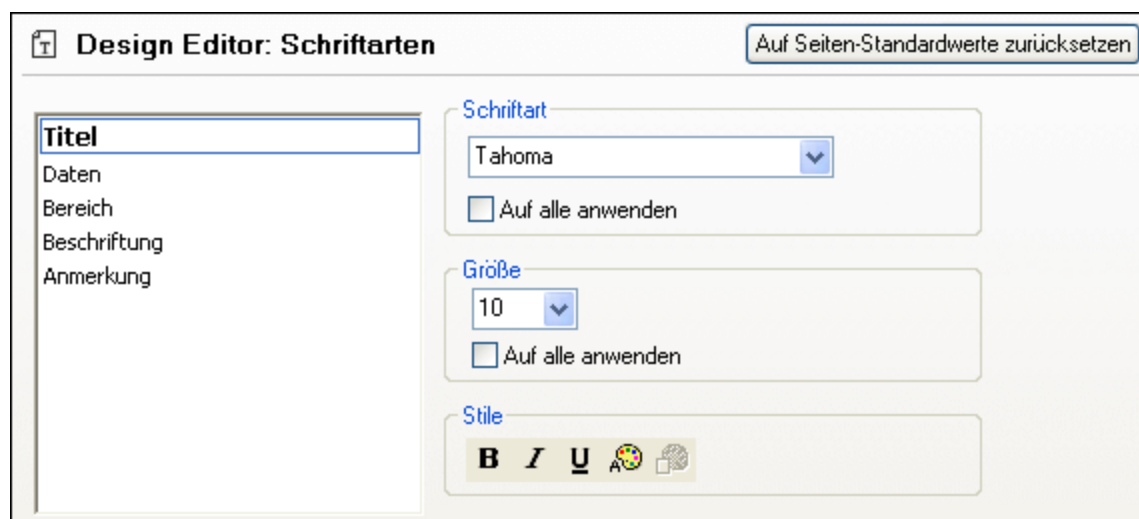 Design Editor: Schriftarten
Auf Seiten-Standardwerte zurücksetzen
Titel
Daten
Bereich
Beschriftung
Anmerkung
Schriftart
Tahoma
Auf alle anwenden
Größe
10
Auf alle anwenden
Stile
B I U